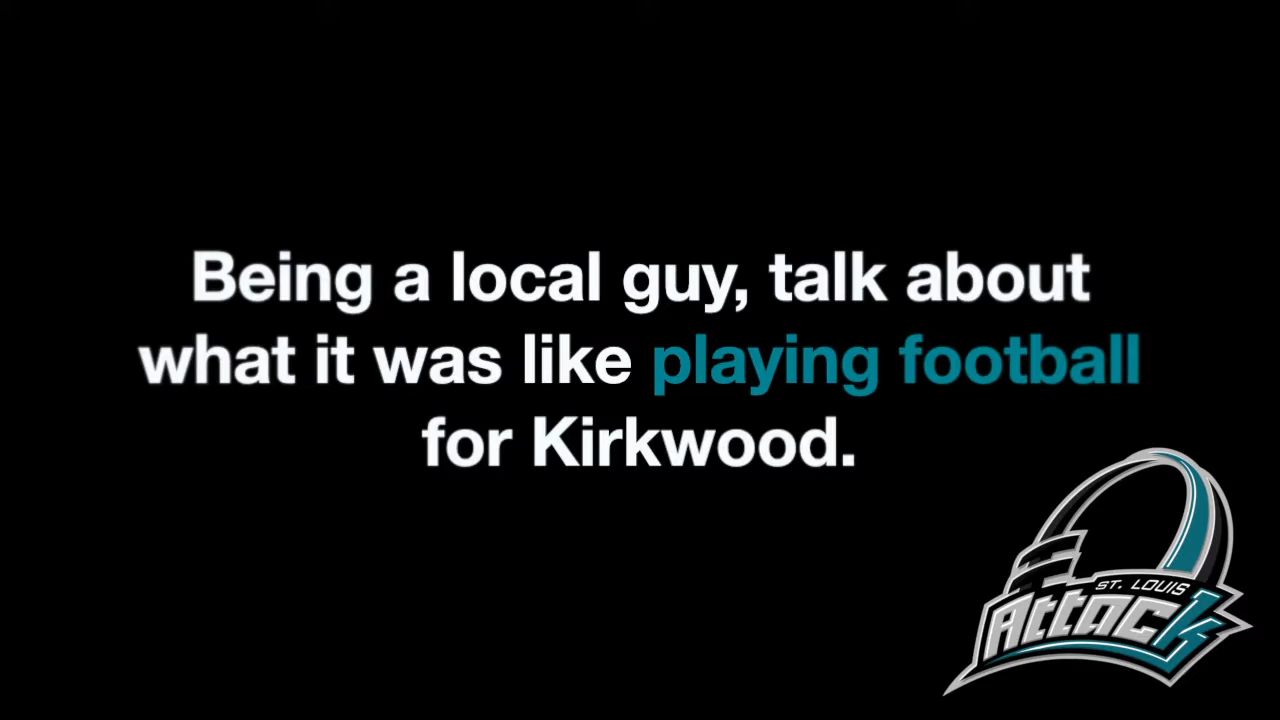 Being a local guy, talk about
what it was like playing football
for Kirkwood.
ST. LOUIS
Attack